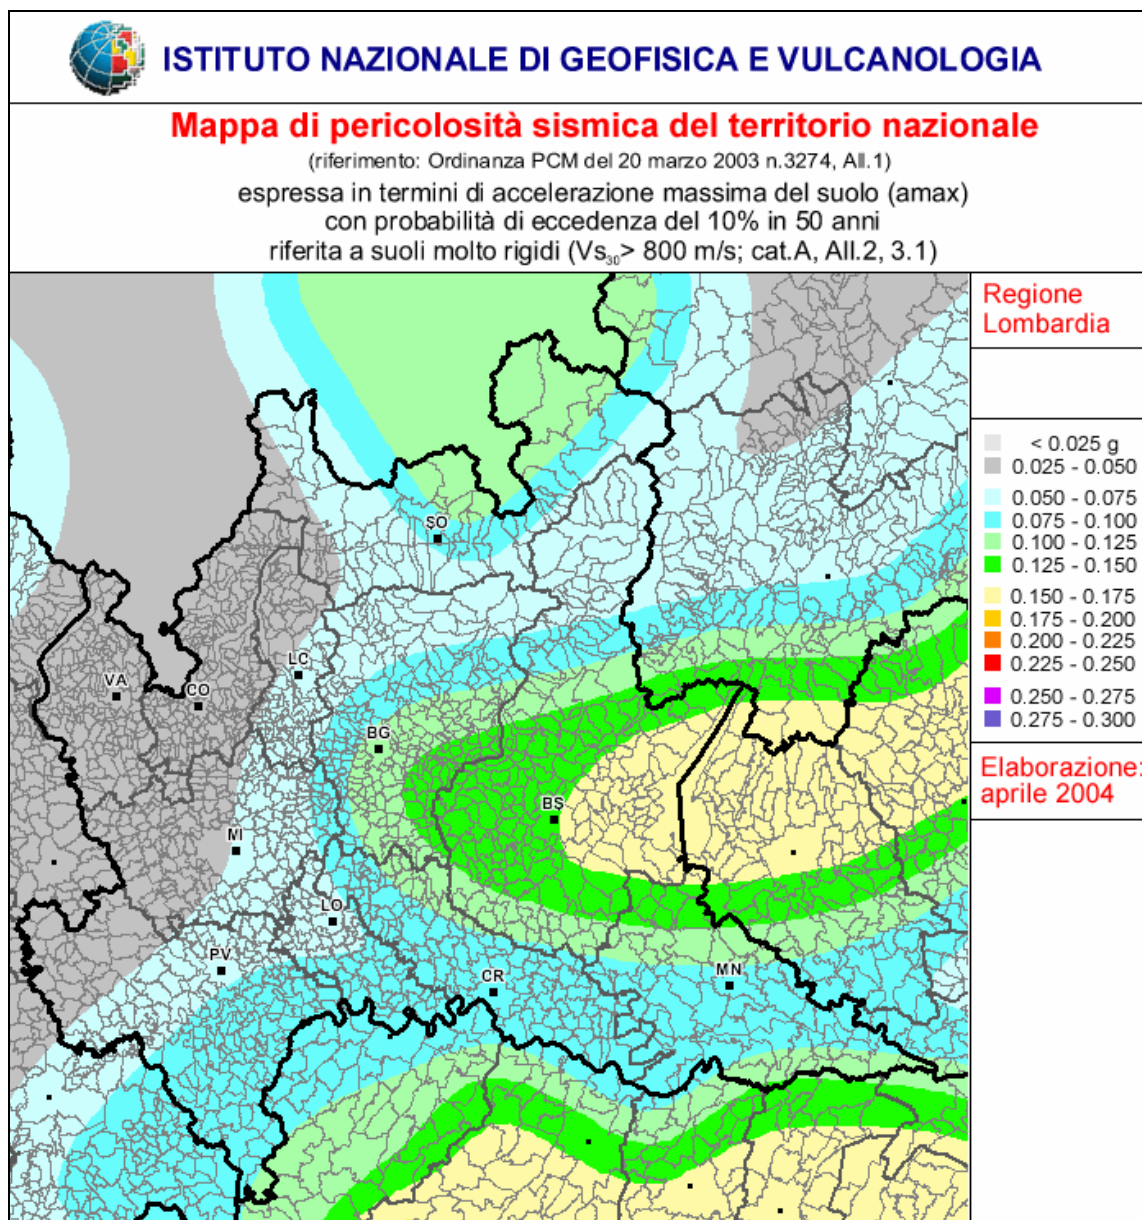 ISTITUTO NAZIONALE DI GEOFISICA E VULCANOLOGIA
Mappa di pericolosità sismica del territorio nazionale
(riferimento: Ordinanza PCM del 20 marzo 2003 n.3274, All.1)
espressa in termini di accelerazione massima del suolo (amax)
con probabilità di eccedenza del 10% in 50 anni
riferita a suoli molto rigidi (Vs30> 800 m/s; cat.A, All.2, 3.1)
Regione
Lombardia
< 0.025 g
0.025 - 0.050
0.050 - 0.075
0.075 - 0.100
0.100 - 0.125
0.125 - 0.150
0.150 - 0.175
0.175 - 0.200
0.200 - 0.225
0.225 - 0.250
0.250 - 0.275
0.275 - 0.300
Elaborazione:
aprile 2004
SO
LC
VA
CO
BG
BS
MI
LO
PV
CR
MN